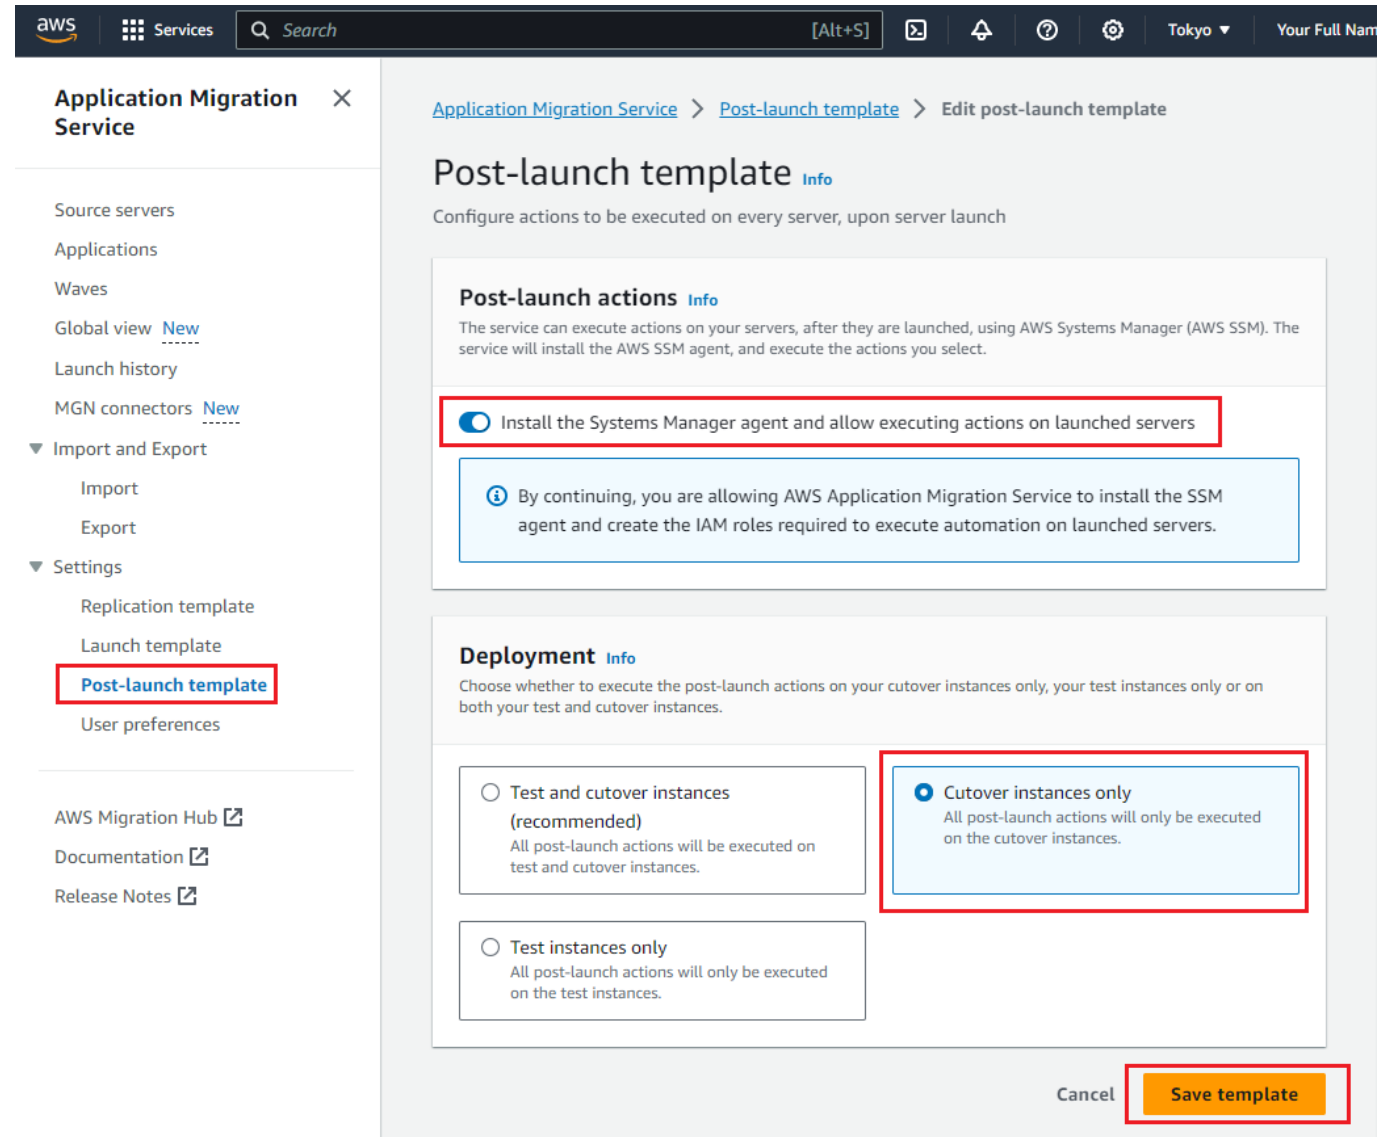 aws
Services
Search
[Alt+S]
Tokyo
Your Full Nam
Application Migration
Service
Source servers
Applications
Waves
Global view New
Launch history
MGN connectors New
Import and Export
Import
Export
Settings
Replication template
Launch template
Post-launch template
User preferences
AWS Migration Hub
Documentation
Release Notes
Application Migration Service > Post-launch template > Edit post-launch template
Post-launch template Info
Configure actions to be executed on every server, upon server launch
Post-launch actions Info
The service can execute actions on your servers, after they are launched, using AWS Systems Manager (AWS SSM). The
service will install the AWS SSM agent, and execute the actions you select.
Install the Systems Manager agent and allow executing actions on launched servers
By continuing, you are allowing AWS Application Migration Service to install the SSM
agent and create the IAM roles required to execute automation on launched servers.
Deployment Info
Choose whether to execute the post-launch actions on your cutover instances only, your test instances only or on
both your test and cutover instances.
Test and cutover instances
(recommended)
All post-launch actions will be executed on
test and cutover instances.
Cutover instances only
All post-launch actions will only be executed
on the cutover instances.
Test instances only
All post-launch actions will only be executed
on the test instances.
Cancel
Save template